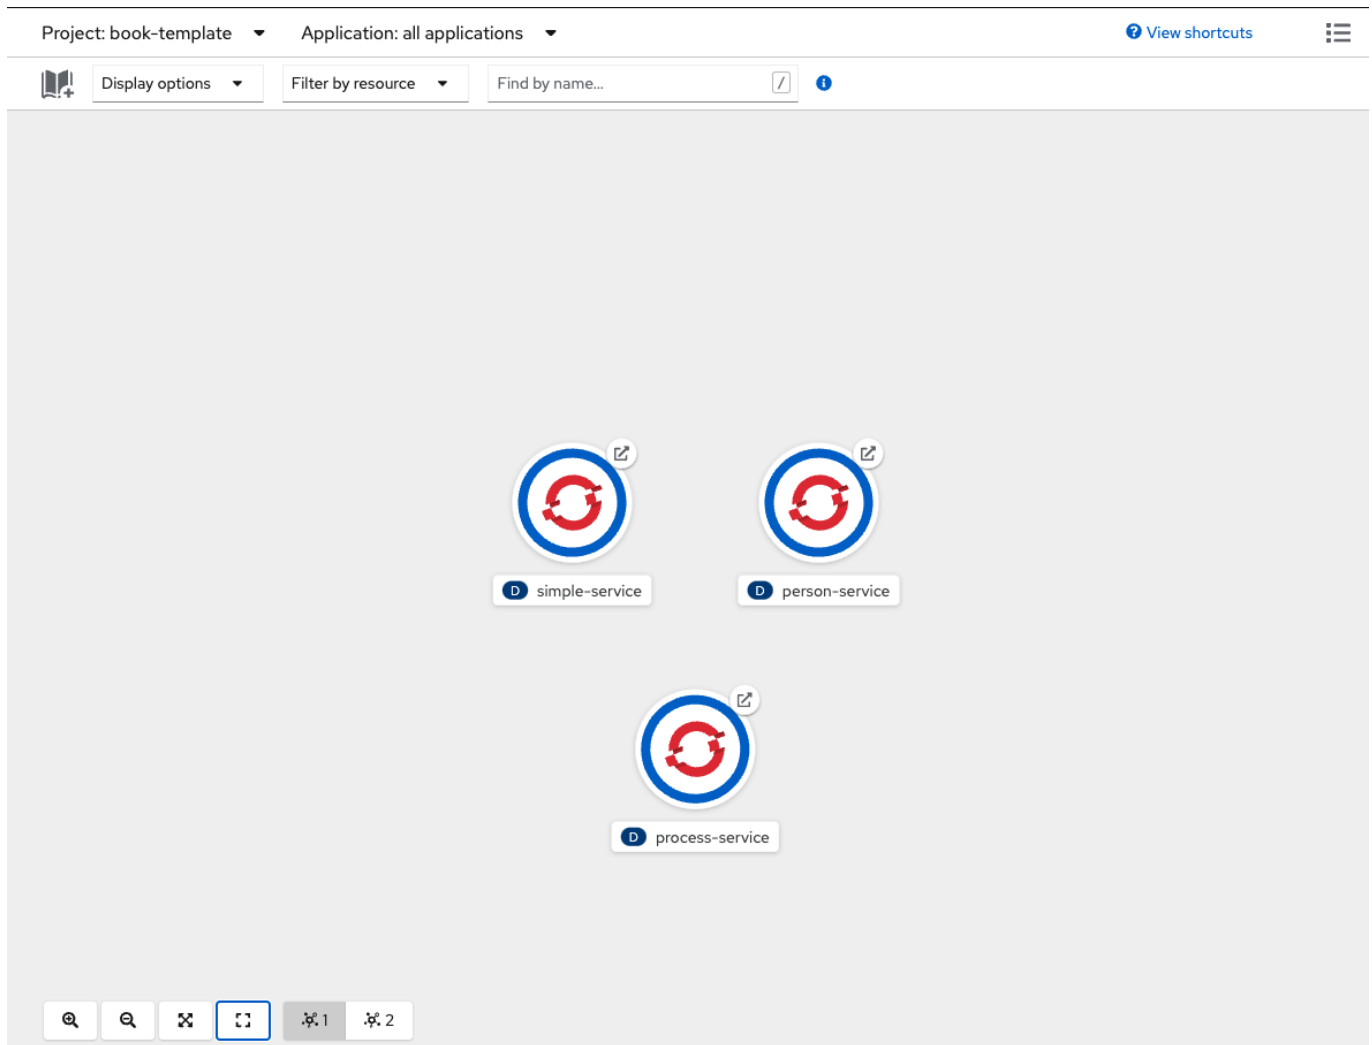 Project: book-template Application: all applications View shortcuts
Display options Filter by resource Find by name... /
D simple-service D person-service
D process-service
1 2